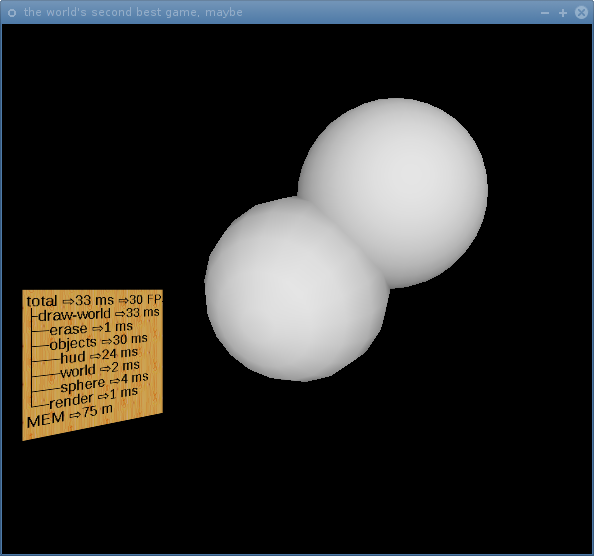 the world's second best game, maybe
total ⇨33 ms ⇨30 FP
draw-world ⇨33 ms
erase ⇨1 ms
objects ⇨30 ms
hud ⇨24 ms
world ⇨2 ms
sphere ⇨4 ms
render ⇨1 ms
MEM ⇨75 m